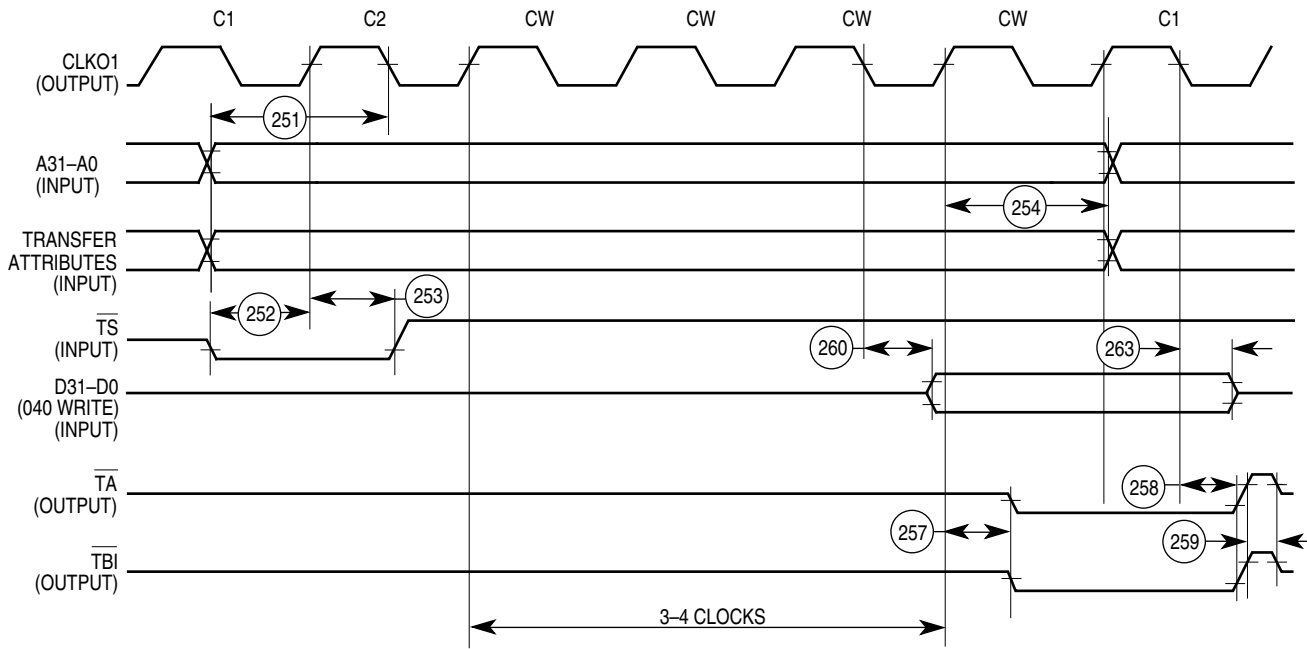 C1 C2 CW CW CW CW C1
CLKO1
(OUTPUT)
251
A31–A0
(INPUT)
254
TRANSFER
ATTRIBUTES
(INPUT)
252
253
TS
(INPUT)
260
263
D31–D0
(040 WRITE)
(INPUT)
TA
(OUTPUT)
258
257
259
TBI
(OUTPUT)
3–4 CLOCKS